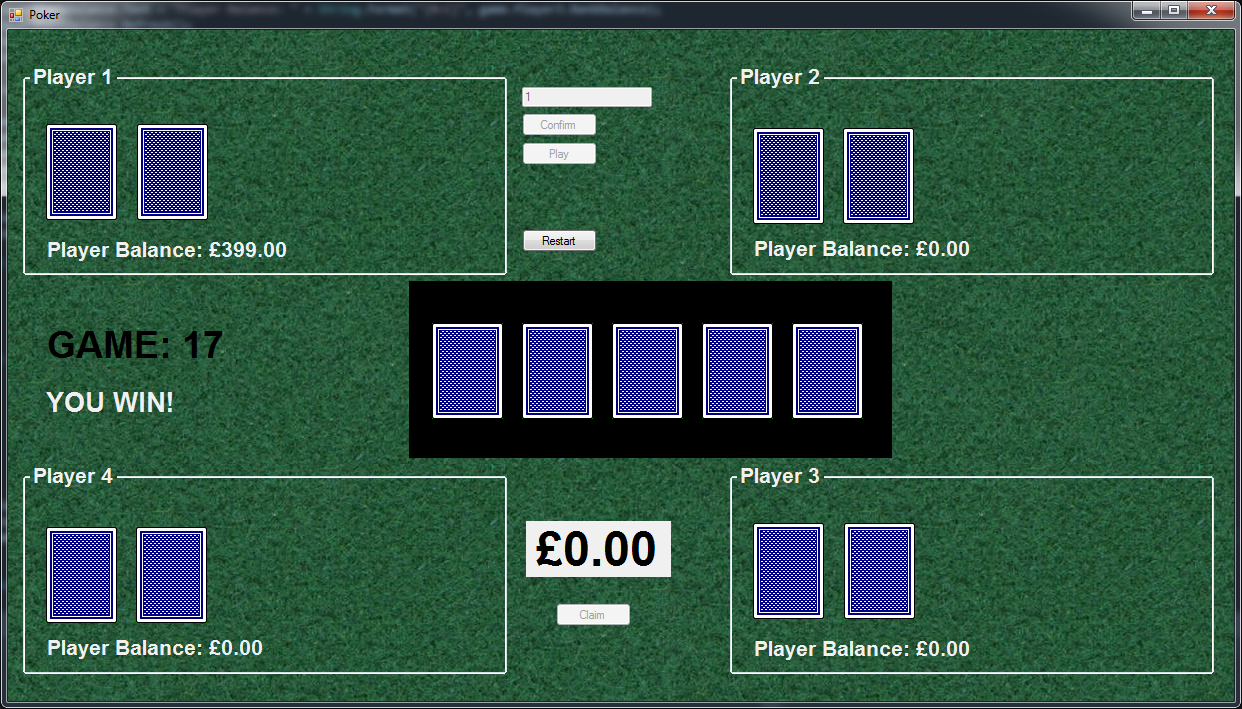 Poker
Player 1
Player 2
1
Confirm
Play
Restart
Player Balance: £399.00
Player Balance: £0.00
GAME: 17
YOU WIN!
Player 4
Player 3
£0.00
Claim
Player Balance: £0.00
Player Balance: £0.00